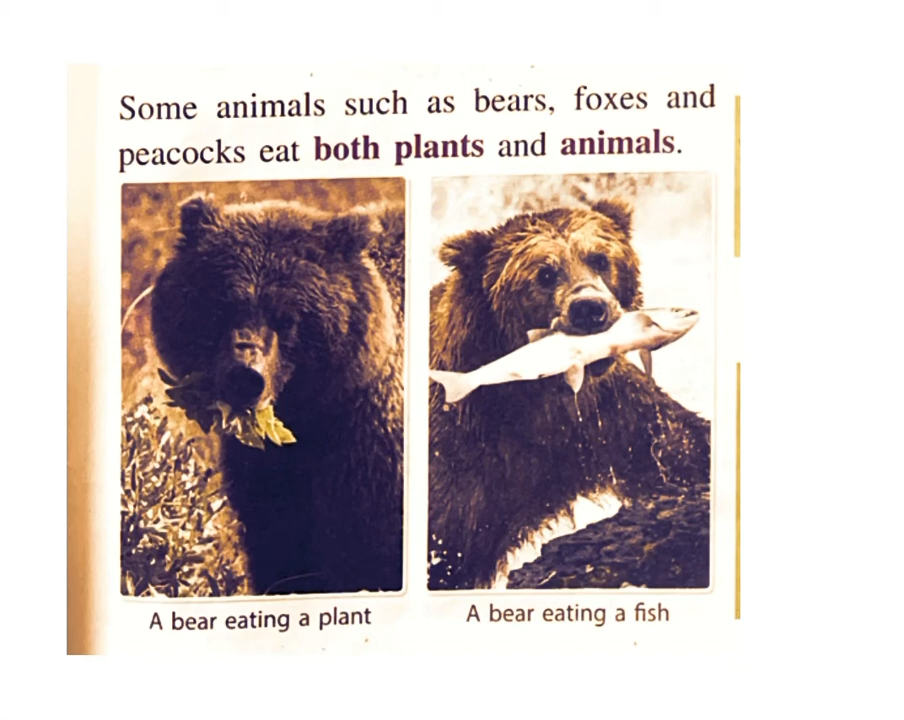 Some animals such as bears, foxes and
peacocks eat both plants and animals.
A bear eating a plant
A bear eating a fish